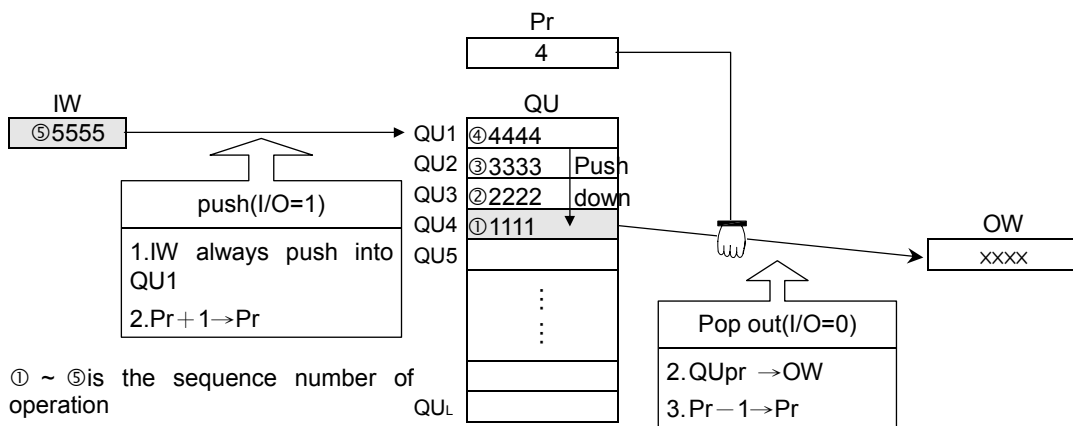 Pr
4
IW
⑤5555
QU
QU1 ④4444
QU2 ③3333 Push
QU3 ②2222 down
QU4 ①1111
QU5
OW
xxxx
push(I/O=1)
1.IW always push into
QU1
2.Pr＋1→Pr
Pop out(I/O=0)
2.QUpr →OW
3.Pr－1→Pr
① ~ ⑤is the sequence number of
operation
QUL